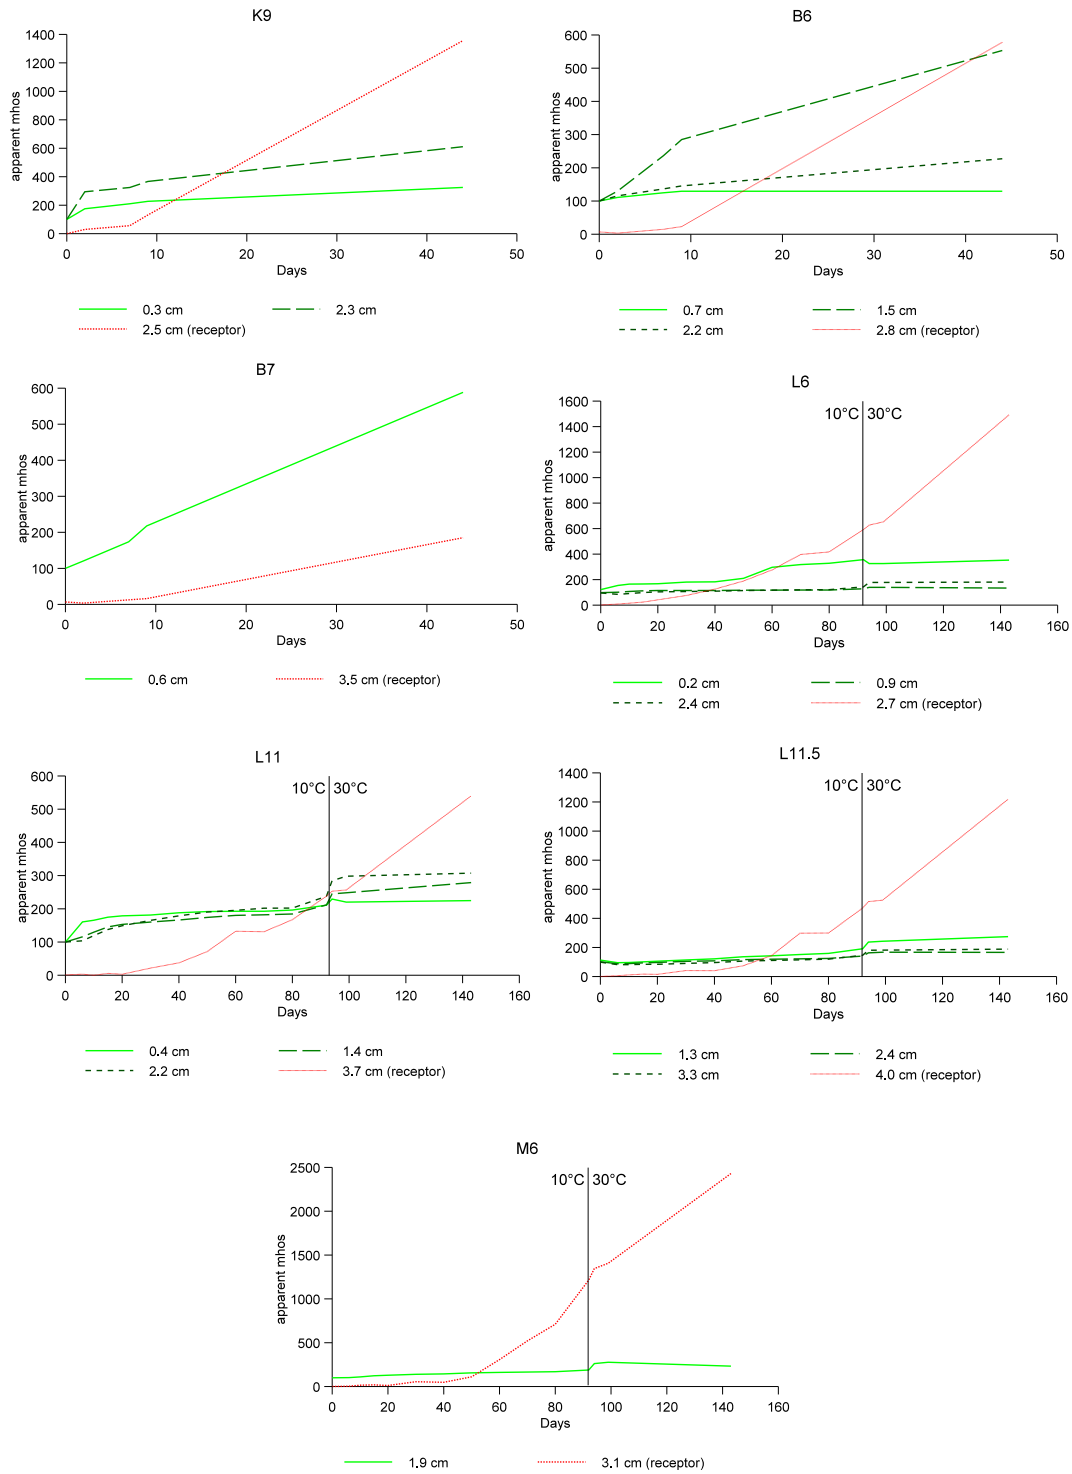 K9
1400
1200
1000
800
600
400
200
0
apparent mhos
0 10 20 30 40 50
Days
0.3 cm 2.3 cm
2.5 cm (receptor)
B6
600
500
400
300
200
100
0
apparent mhos
0 10 20 30 40 50
Days
0.7 cm 1.5 cm
2.2 cm 2.8 cm (receptor)
B7
600
500
400
300
200
100
0
apparent mhos
0 10 20 30 40 50
Days
0.6 cm 3.5 cm (receptor)
L6
10°C 30°C
1600
1400
1200
1000
800
600
400
200
0
apparent mhos
0 20 40 60 80 100 120 140 160
Days
0.2 cm 0.9 cm
2.4 cm 2.7 cm (receptor)
L11
10°C 30°C
600
500
400
300
200
100
0
apparent mhos
0 20 40 60 80 100 120 140 160
Days
0.4 cm 1.4 cm
2.2 cm 3.7 cm (receptor)
L11.5
10°C 30°C
1400
1200
1000
800
600
400
200
0
apparent mhos
0 20 40 60 80 100 120 140 160
Days
1.3 cm 2.4 cm
3.3 cm 4.0 cm (receptor)
M6
10°C 30°C
2500
2000
1500
1000
500
0
apparent mhos
0 20 40 60 80 100 120 140 160
Days
1.9 cm 3.1 cm (receptor)